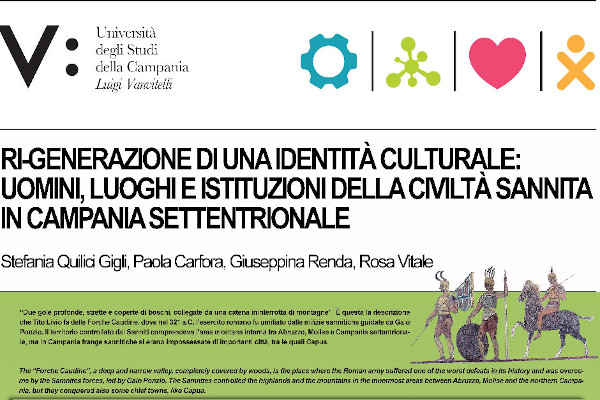 V:
Università
degli Studi
della Campania
Luigi Vanvitelli
RI-GENERAZIONE DI UNA IDENTITÀ CULTURALE:
UOMINI, LUOGHI E ISTITUZIONI DELLA CIVILTÀ SANNITA
IN CAMPANIA SETTENTRIONALE
Stefania Quilici Gigli, Paola Carfora, Giuseppina Renda, Rosa Vitale
"Due gole profonde, strette e coperte di boschi, collegate da una catena ininterrotta di montagne". È questa la descrizione
che Tito Livio fa delle Forche Caudine, dove nel 321 a.C. l'esercito romano fu umiliato dalle milizie sannitiche guidate da Gaio
Ponzio. Il territorio controllato dai Sanniti comprendeva l'area montana interna tra Abruzzo, Molise e Campania settentriona-
le, ma in Campania frange sannitiche si erano impossessate di importanti città, tra le quali Capua.
The "Forche Caudine", a deep and narrow valley, completely covered by woods, is the place where the Roman army suffered one of the worst defeats in its history and was overco-
me by the Samnites forces, led by Gaio Ponzio. The Samnites controlled the highlands and the mountains in the innermost areas between Abruzzo, Molise and the northern Campa-
nia, but they conquered also some chief towns, like Capua.